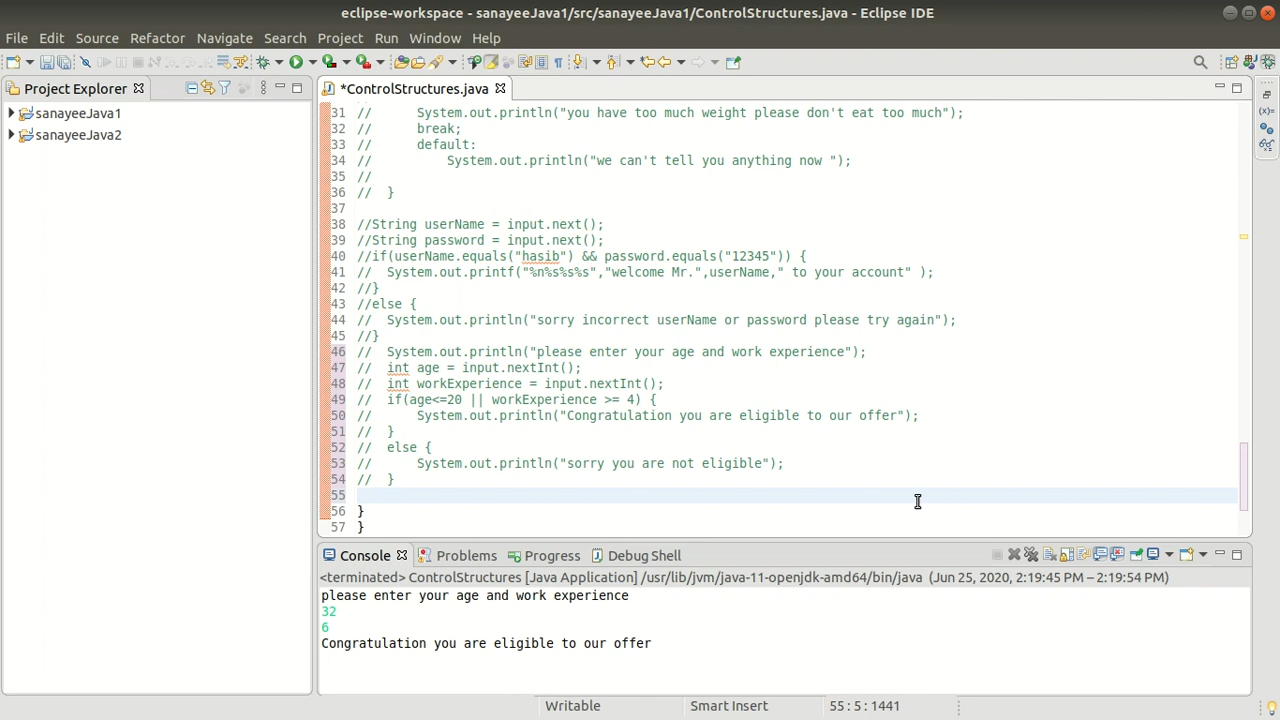 eclipse-workspace - sanayeeJava1/src/sanayeeJava1/ControlStructures.java - Eclipse IDE
File Edit Source Refactor Navigate Search Project Run Window Help
Project Explorer
*ControlStructures.java
sanayeeJava1
sanayeeJava2
31 // System.out.println("you have too much weight please don't eat too much");
32 // break;
33 // default:
34 // System.out.println("we can't tell you anything now ");
35 //
36 // }
37
38 //String userName = input.next();
39 //String password = input.next();
40 //if(userName.equals("hasib") && password.equals("12345")) {
41 // System.out.printf("%n%s%s%s","welcome Mr.",userName," to your account" );
42 //}
43 //else {
44 // System.out.println("sorry incorrect userName or password please try again");
45 //}
46 // System.out.println("please enter your age and work experience");
47 // int age = input.nextInt();
48 // int workExperience = input.nextInt();
49 // if(age<=20 || workExperience >= 4) {
50 // System.out.println("Congratulation you are eligible to our offer");
51 // }
52 // else {
53 // System.out.println("sorry you are not eligible");
54 // }
55
56 }
57 }
Console Problems Progress Debug Shell
<terminated> ControlStructures [Java Application] /usr/lib/jvm/java-11-openjdk-amd64/bin/java (Jun 25, 2020, 2:19:45 PM – 2:19:54 PM)
please enter your age and work experience
32
6
Congratulation you are eligible to our offer
Writable Smart Insert 55 : 5 : 1441